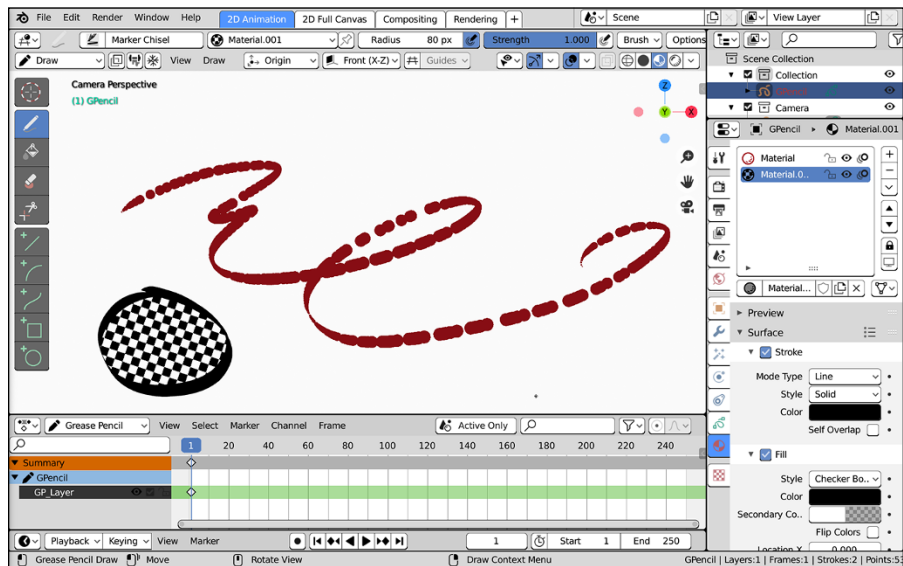 File Edit Render Window Help 2D Animation 2D Full Canvas Compositing Rendering + Scene View Layer
Marker Chisel Material.001 Radius 80 px Strength 1.000 Brush Options
Draw View Draw Origin Front (X-Z) Guides
Camera Perspective
(1) GPencil
Z
Y
X
Scene Collection
Collection
Camera
GPencil Material.001
Material
Material.0..
Material...
Preview
Surface
Stroke
Mode Type Line
Style Solid
Color
Self Overlap
Fill
Style Checker Bo..
Color
Secondary Co..
Flip Colors
Location X 0.000
Grease Pencil View Select Marker Channel Frame Active Only
1 20 40 60 80 100 120 140 160 180 200 220 240
Summary
GPencil
GP_Layer
Playback Keying View Marker 1 Start 1 End 250
Grease Pencil Draw Move Rotate View Draw Context Menu GPencil | Layers:1 | Frames:1 | Strokes:2 | Points:53